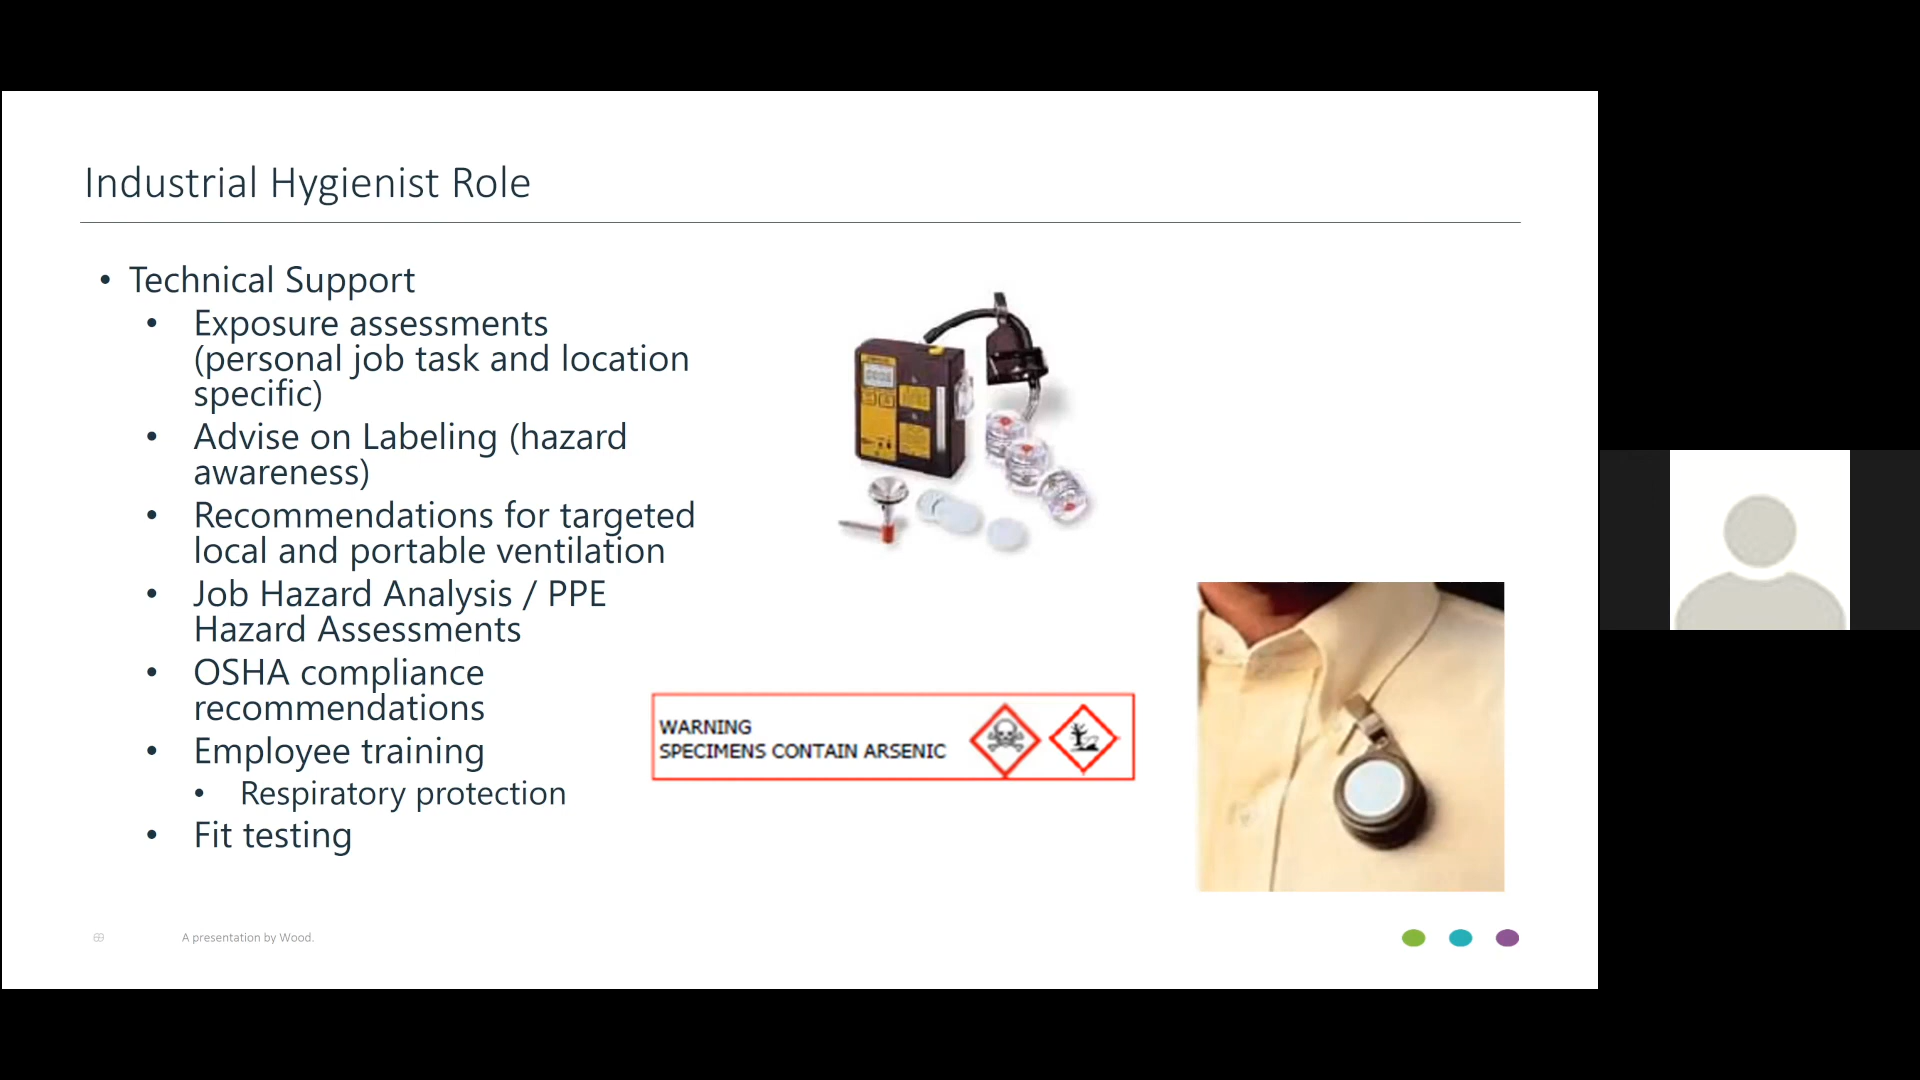 Industrial Hygienist Role
• Technical Support
• Exposure assessments
(personal job task and location
specific)
• Advise on Labeling (hazard
awareness)
• Recommendations for targeted
local and portable ventilation
• Job Hazard Analysis / PPE
Hazard Assessments
• OSHA compliance
recommendations
• Employee training
• Respiratory protection
• Fit testing
WARNING
SPECIMENS CONTAIN ARSENIC
A presentation by Wood.